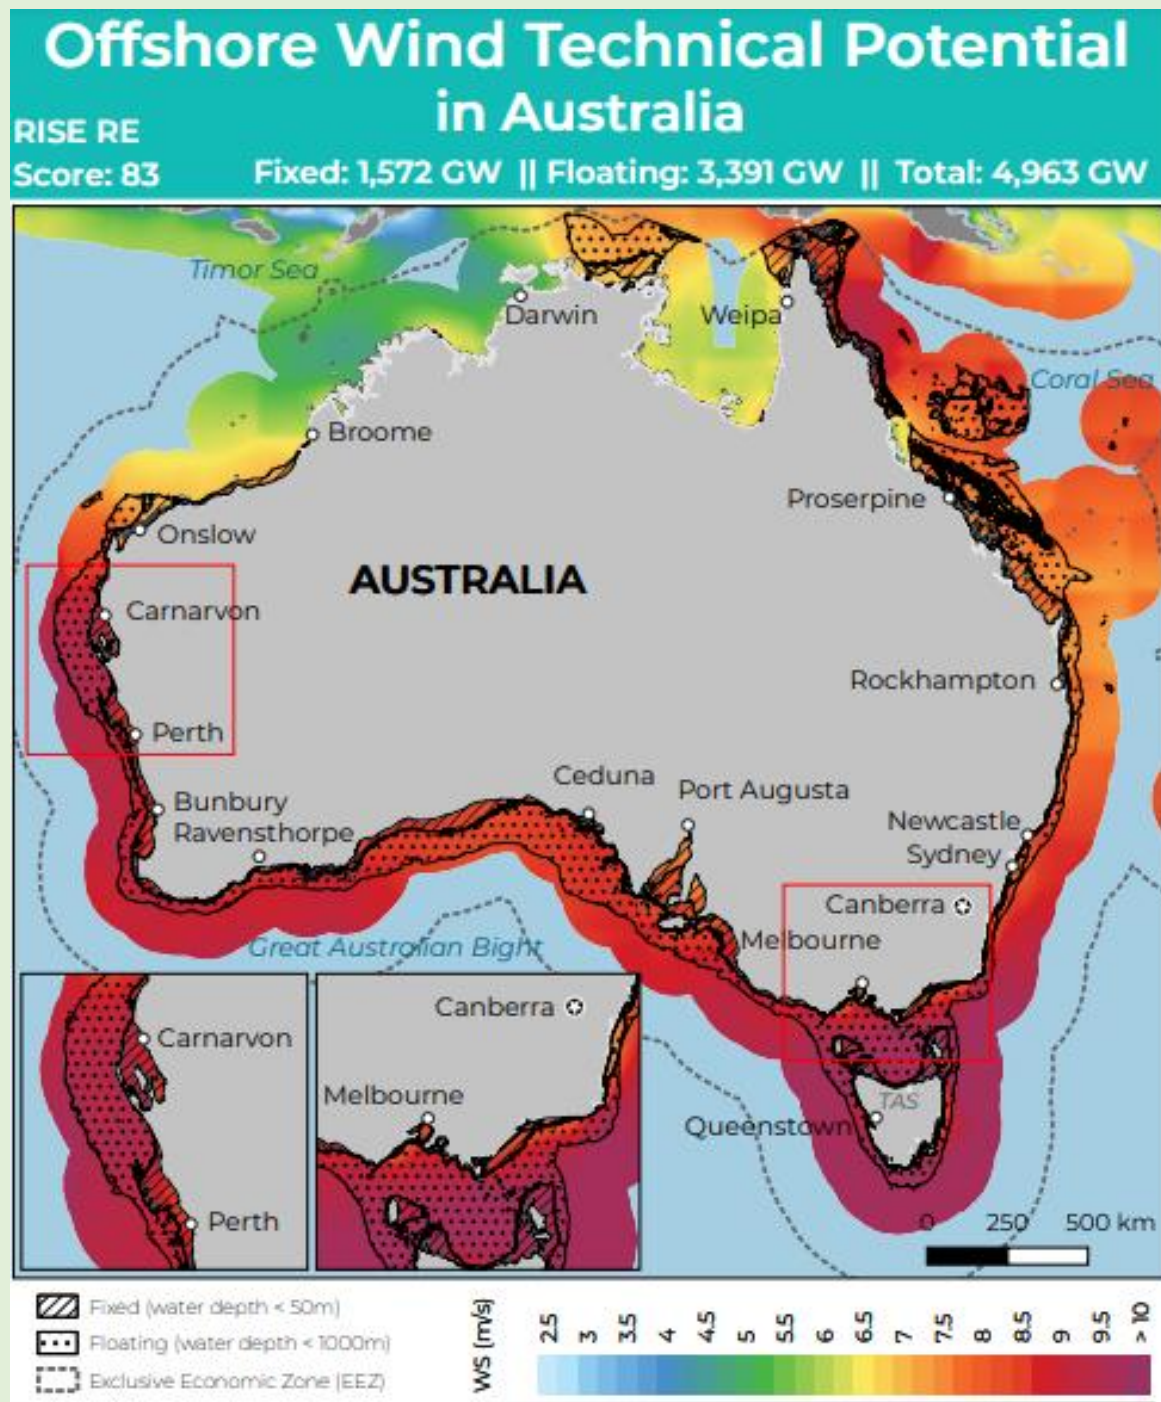 Offshore Wind Technical Potential
in Australia
RISE RE
Score: 83
Fixed: 1,572 GW || Floating: 3,391 GW || Total: 4,963 GW
Timor Sea
Darwin
Weipa
Coral Sea
Broome
Proserpine
Onslow
AUSTRALIA
Carnarvon
Rockhampton
Perth
Ceduna
Port Augusta
Bunbury
Ravensthorpe
Newcastle
Sydney
Canberra
Melbourne
Great Australian Bight
Canberra
Carnarvon
Melbourne
TAS
Queenstown
Perth
0 250 500 km
Fixed (water depth < 50m)
Floating (water depth < 1000m)
Exclusive Economic Zone (EEZ)
WS (m/s)
2.5 3 3.5 4 4.5 5 5.5 6 6.5 7 7.5 8 8.5 9 9.5 > 10